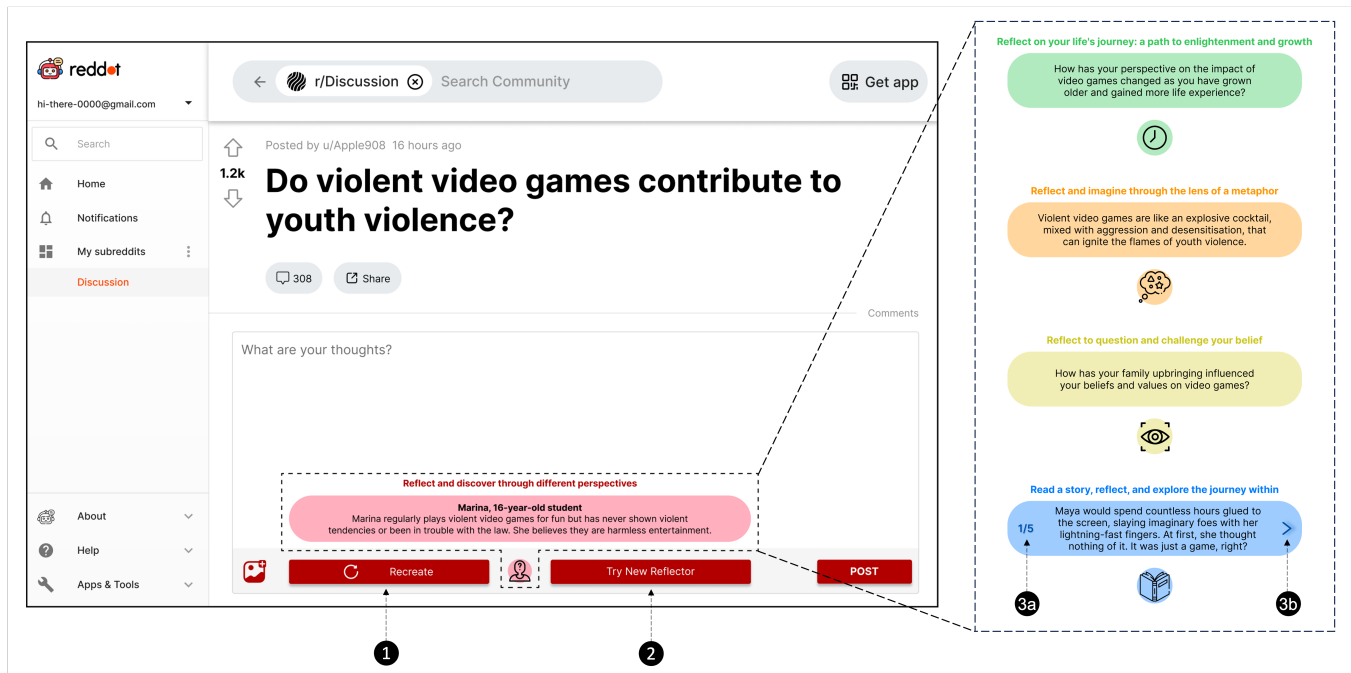 reddot
hi-there-0000@gmail.com
Search
Home
Notifications
My subreddits
Discussion
About
Help
Apps & Tools
r/Discussion
Search Community
Get app
Posted by u/Apple908 16 hours ago
1.2k
Do violent video games contribute to
youth violence?
308
Share
Comments
What are your thoughts?
Reflect and discover through different perspectives
Marina, 16-year-old student
Marina regularly plays violent video games for fun but has never shown violent
tendencies or been in trouble with the law. She believes they are harmless entertainment.
Recreate
Try New Reflector
POST
1
2
Reflect on your life's journey: a path to enlightenment and growth
How has your perspective on the impact of
video games changed as you have grown
older and gained more life experience?
Reflect and imagine through the lens of a metaphor
Violent video games are like an explosive cocktail,
mixed with aggression and desensitisation, that
can ignite the flames of youth violence.
Reflect to question and challenge your belief
How has your family upbringing influenced
your beliefs and values on video games?
Read a story, reflect, and explore the journey within
1/5
Maya would spend countless hours glued to
the screen, slaying imaginary foes with her
lightning-fast fingers. At first, she thought
nothing of it. It was just a game, right?
3a
3b